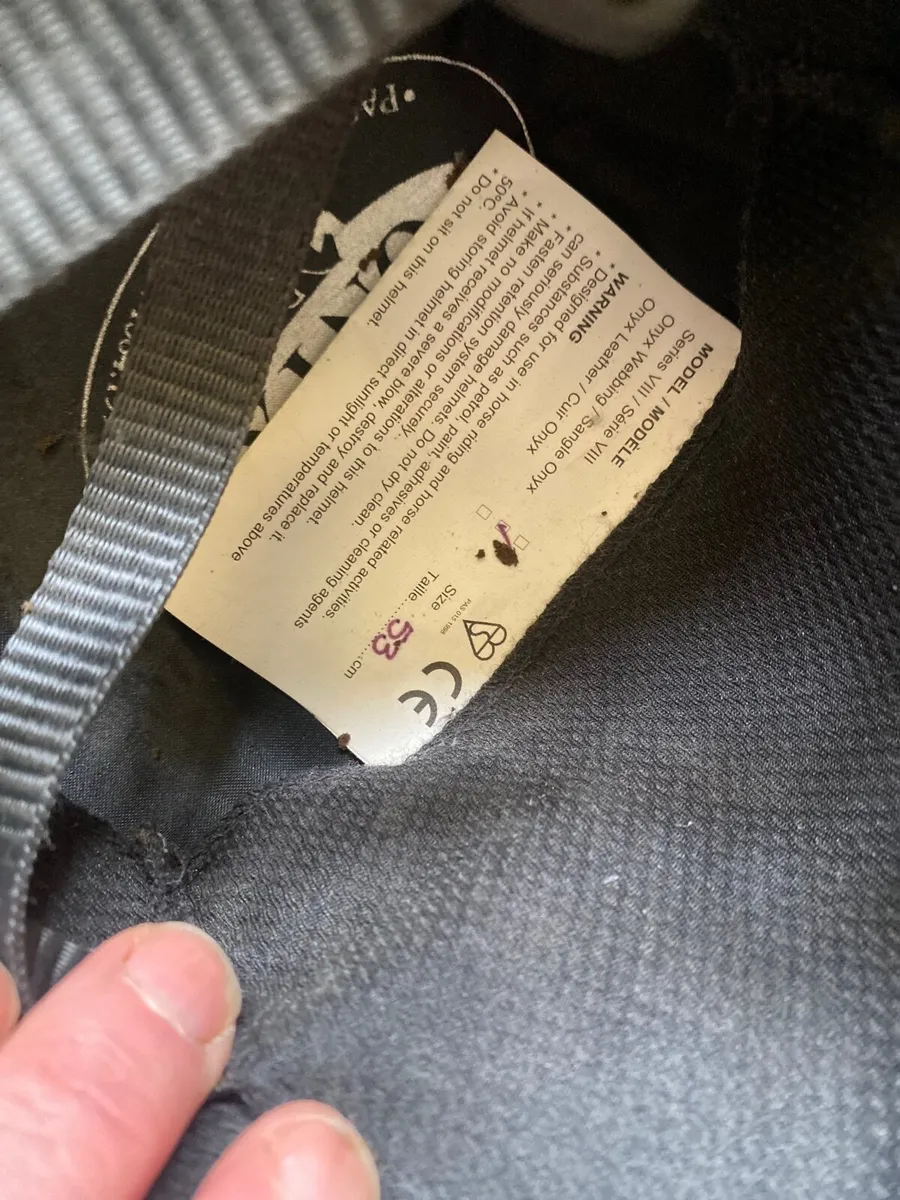 MODEL / MODÈLE
Series VIII / Série VIII
Onyx Webbing / Sangle Onyx
Onyx Leather / Cuir Onyx
WARNING
• Designed for use in horse riding and horse related activities.
• Substances such as petrol, paint, adhesives or cleaning agents
can seriously damage helmets. Do not dry clean.
• Fasten retention system securely.
• Make no modifications or alterations to this helmet.
• If helmet receives a severe blow, destroy and replace it.
Avoid storing helmet in direct sunlight or temperatures above
50°C.
• Do not sit on this helmet.
PAS 015 1998
Size
Taille......53......cm
CE